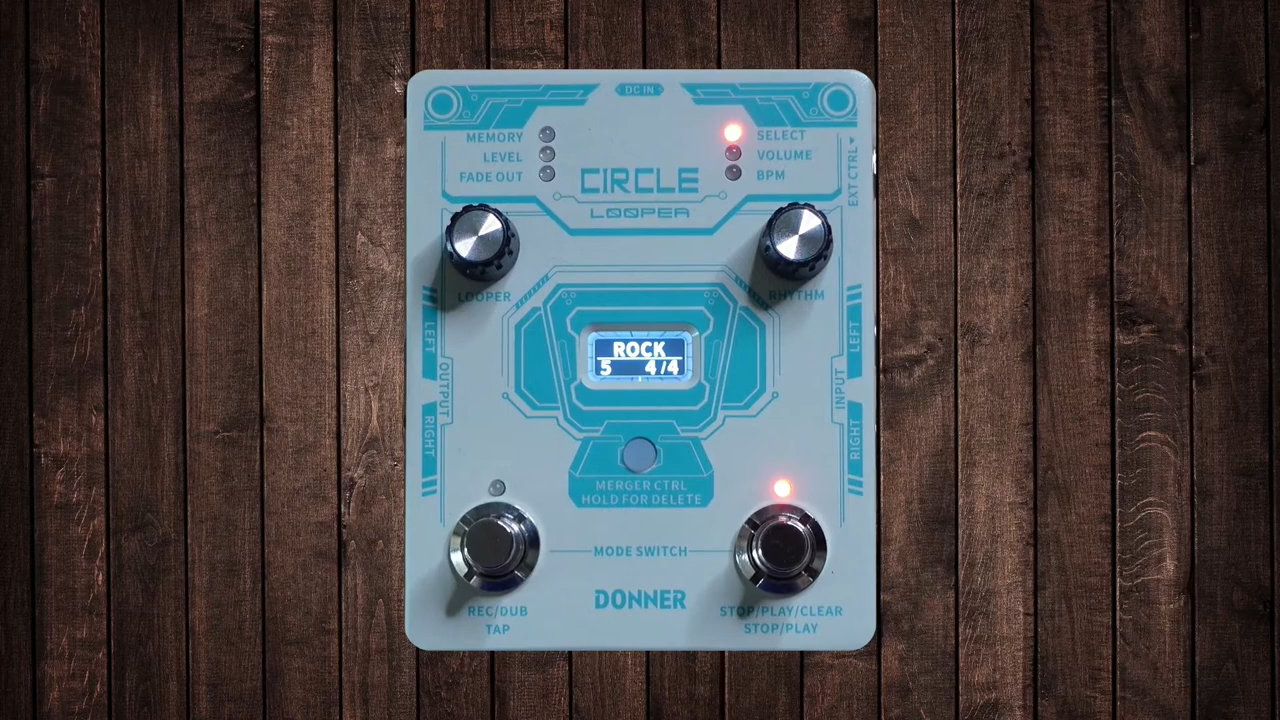 DC IN
MEMORY
LEVEL
FADE OUT
SELECT
VOLUME
BPM
EXT CTRL
CIRCLE
LOOPER
LOOPER
RHYTHM
LEFT
OUTPUT
RIGHT
LEFT
INPUT
RIGHT
ROCK
5 4/4
MERGER CTRL
HOLD FOR DELETE
MODE SWITCH
DONNER
REC/DUB
TAP
STOP/PLAY/CLEAR
STOP/PLAY